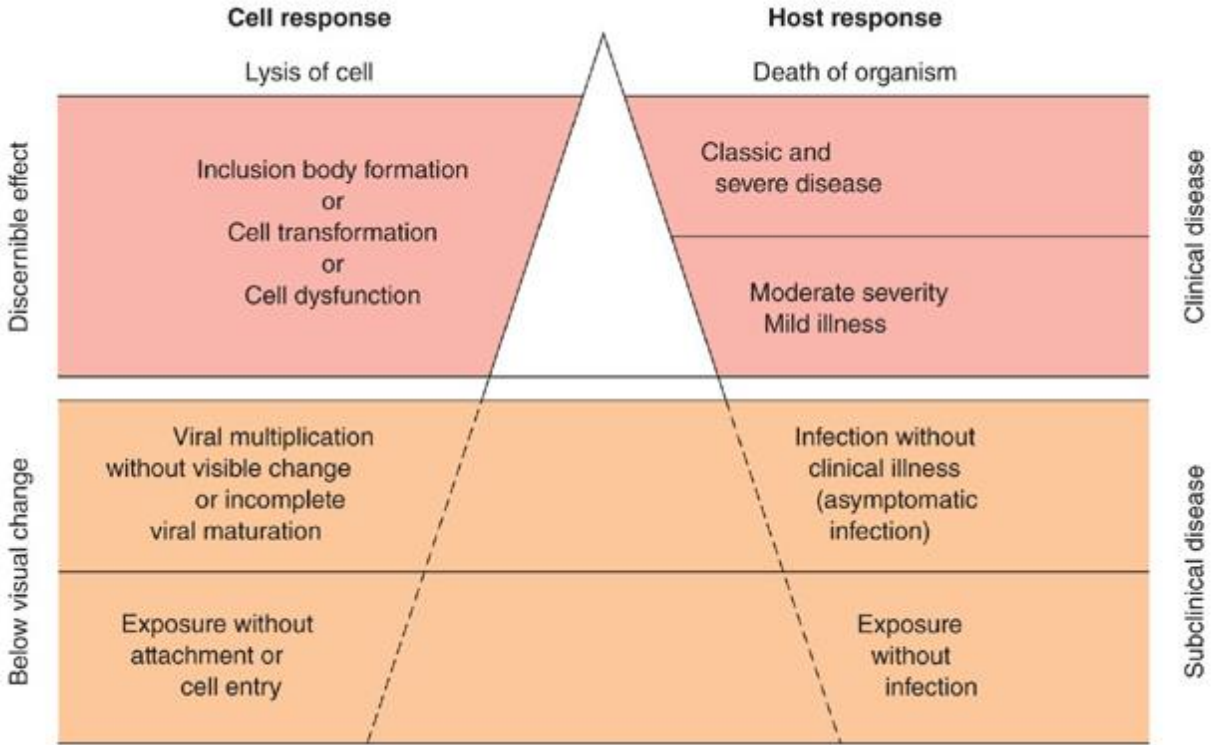 Cell response
Host response
Lysis of cell
Death of organism
Discernible effect
Inclusion body formation
or
Cell transformation
or
Cell dysfunction
Classic and
severe disease
Moderate severity
Mild illness
Clinical disease
Below visual change
Viral multiplication
without visible change
or incomplete
viral maturation
Infection without
clinical illness
(asymptomatic
infection)
Exposure without
attachment or
cell entry
Exposure
without
infection
Subclinical disease